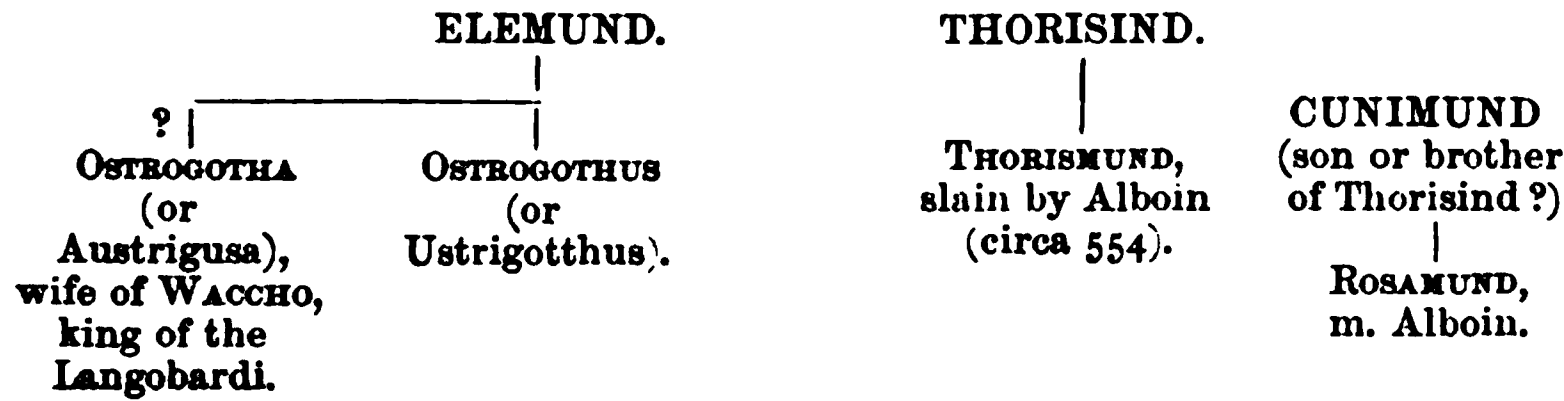 ELEMUND.
THORISIND.
?
OSTROGOTHA
(or
Austrigusa),
wife of WACCHO,
king of the
Langobardi.
OSTROGOTHUS
(or
Ustrigotthus).
THORISMUND,
slain by Alboin
(circa 554).
CUNIMUND
(son or brother
of Thorisind ?)
ROSAMUND,
m. Alboin.